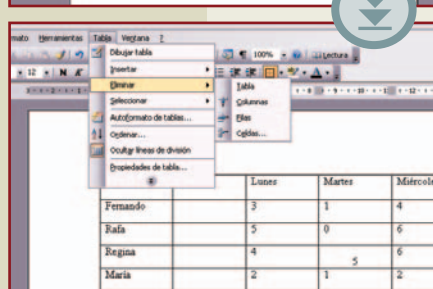 mato Herramientas Tabla Ventana ?
Dibujar tabla 100% Lectura
12 N K Insertar
Eliminar Tabla
Seleccionar Columnas
Autoformato de tablas... Filas
Ordenar... Celdas...
Ocultar líneas de división
Propiedades de tabla...
Lunes Martes Miércole
Fernando 3 1 4
Rafa 5 0 6
Regina 4 5 6
María 2 1 2